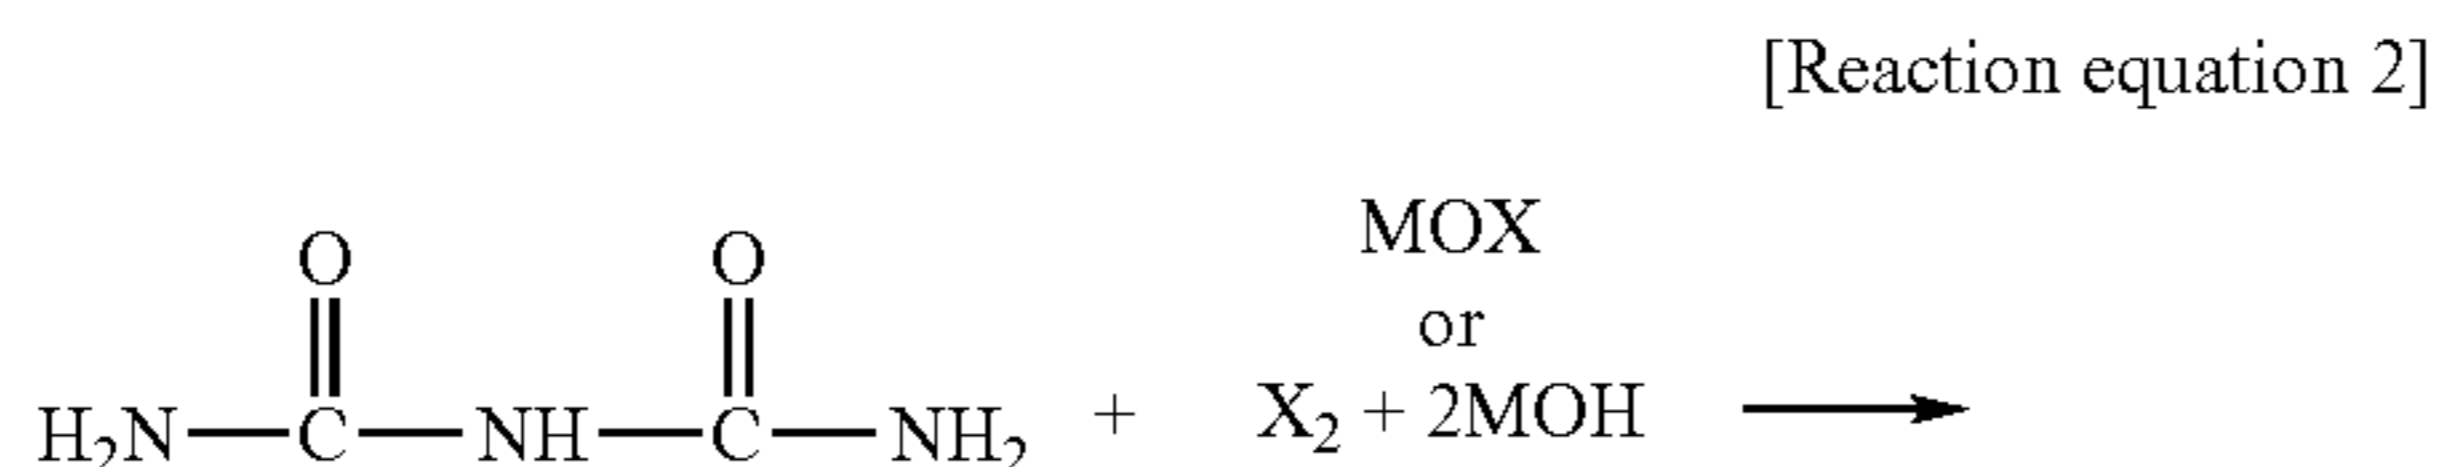 [Reaction equation 2]
MOX
O O or
H₂N—C—NH—C—NH₂ + X₂ + 2MOH ⟶